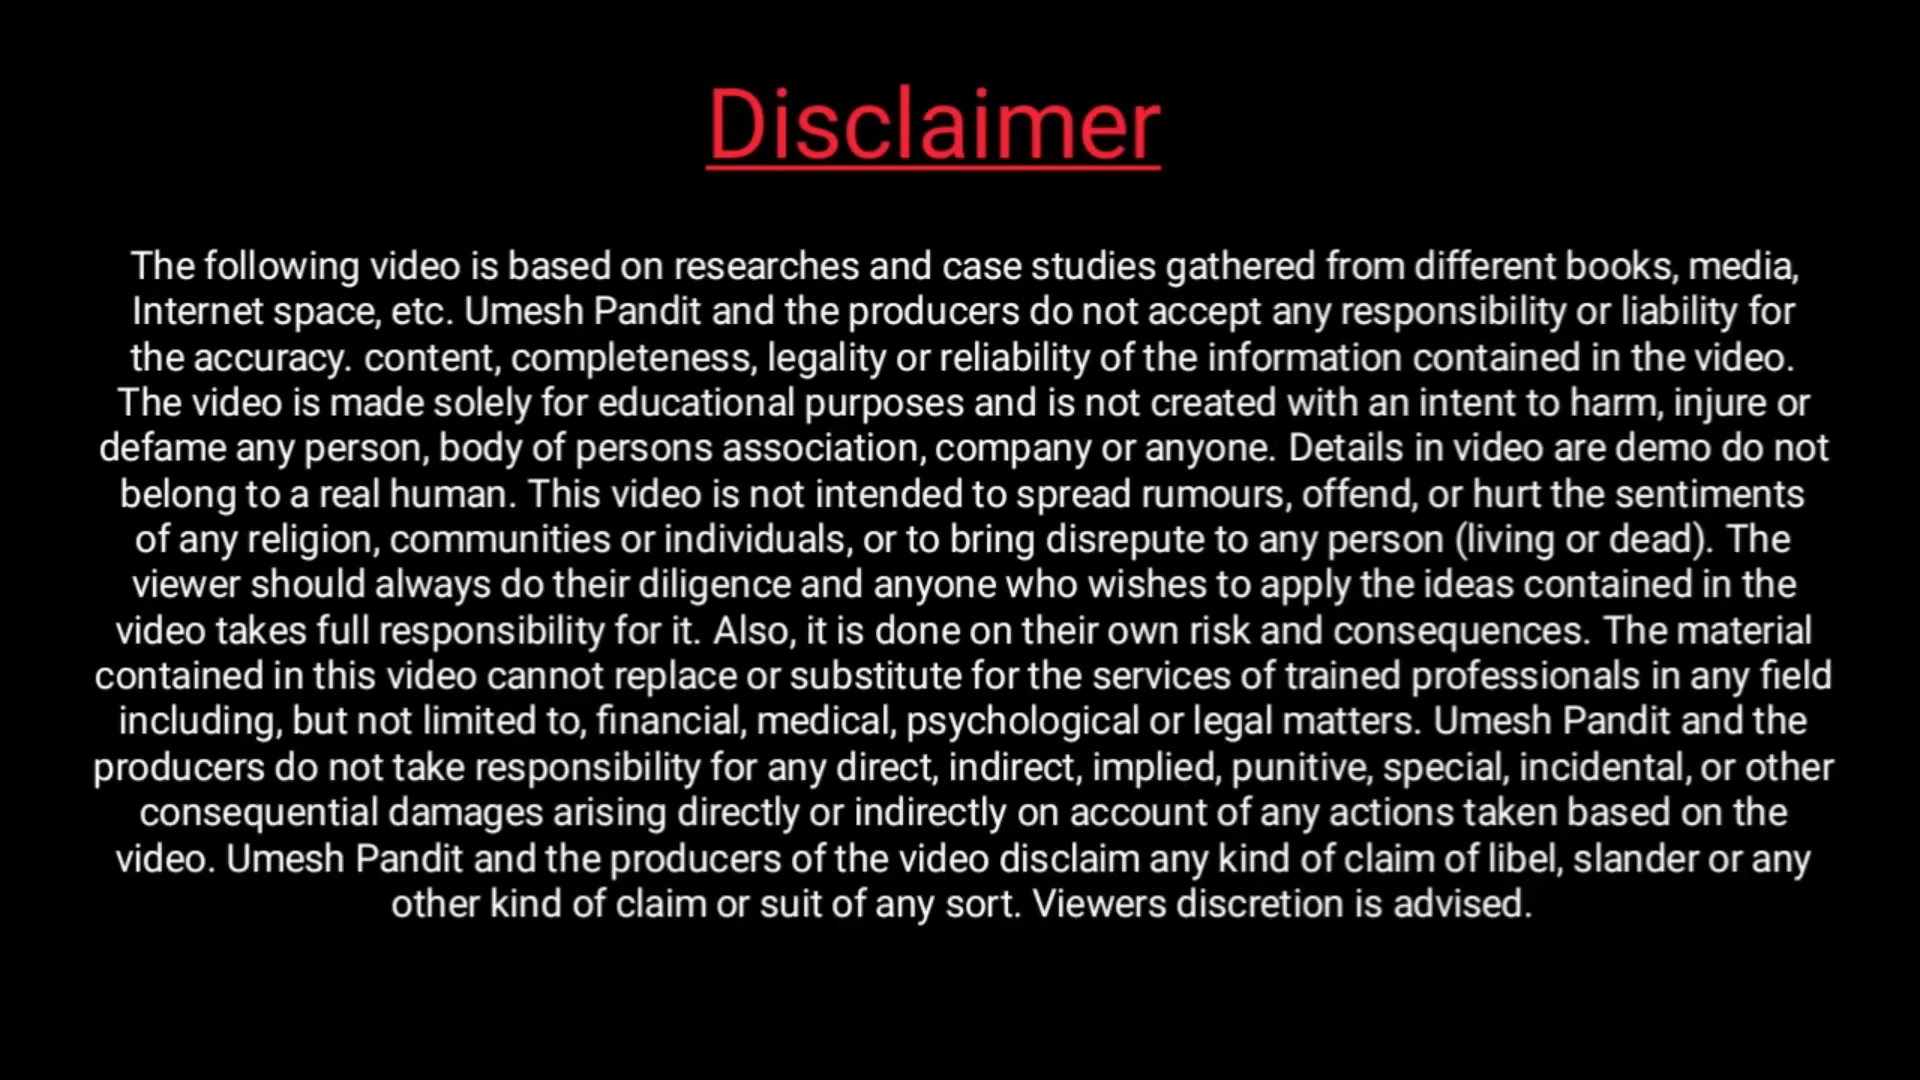 Disclaimer
The following video is based on researches and case studies gathered from different books, media,
Internet space, etc. Umesh Pandit and the producers do not accept any responsibility or liability for
the accuracy. content, completeness, legality or reliability of the information contained in the video.
The video is made solely for educational purposes and is not created with an intent to harm, injure or
defame any person, body of persons association, company or anyone. Details in video are demo do not
belong to a real human. This video is not intended to spread rumours, offend, or hurt the sentiments
of any religion, communities or individuals, or to bring disrepute to any person (living or dead). The
viewer should always do their diligence and anyone who wishes to apply the ideas contained in the
video takes full responsibility for it. Also, it is done on their own risk and consequences. The material
contained in this video cannot replace or substitute for the services of trained professionals in any field
including, but not limited to, financial, medical, psychological or legal matters. Umesh Pandit and the
producers do not take responsibility for any direct, indirect, implied, punitive, special, incidental, or other
consequential damages arising directly or indirectly on account of any actions taken based on the
video. Umesh Pandit and the producers of the video disclaim any kind of claim of libel, slander or any
other kind of claim or suit of any sort. Viewers discretion is advised.